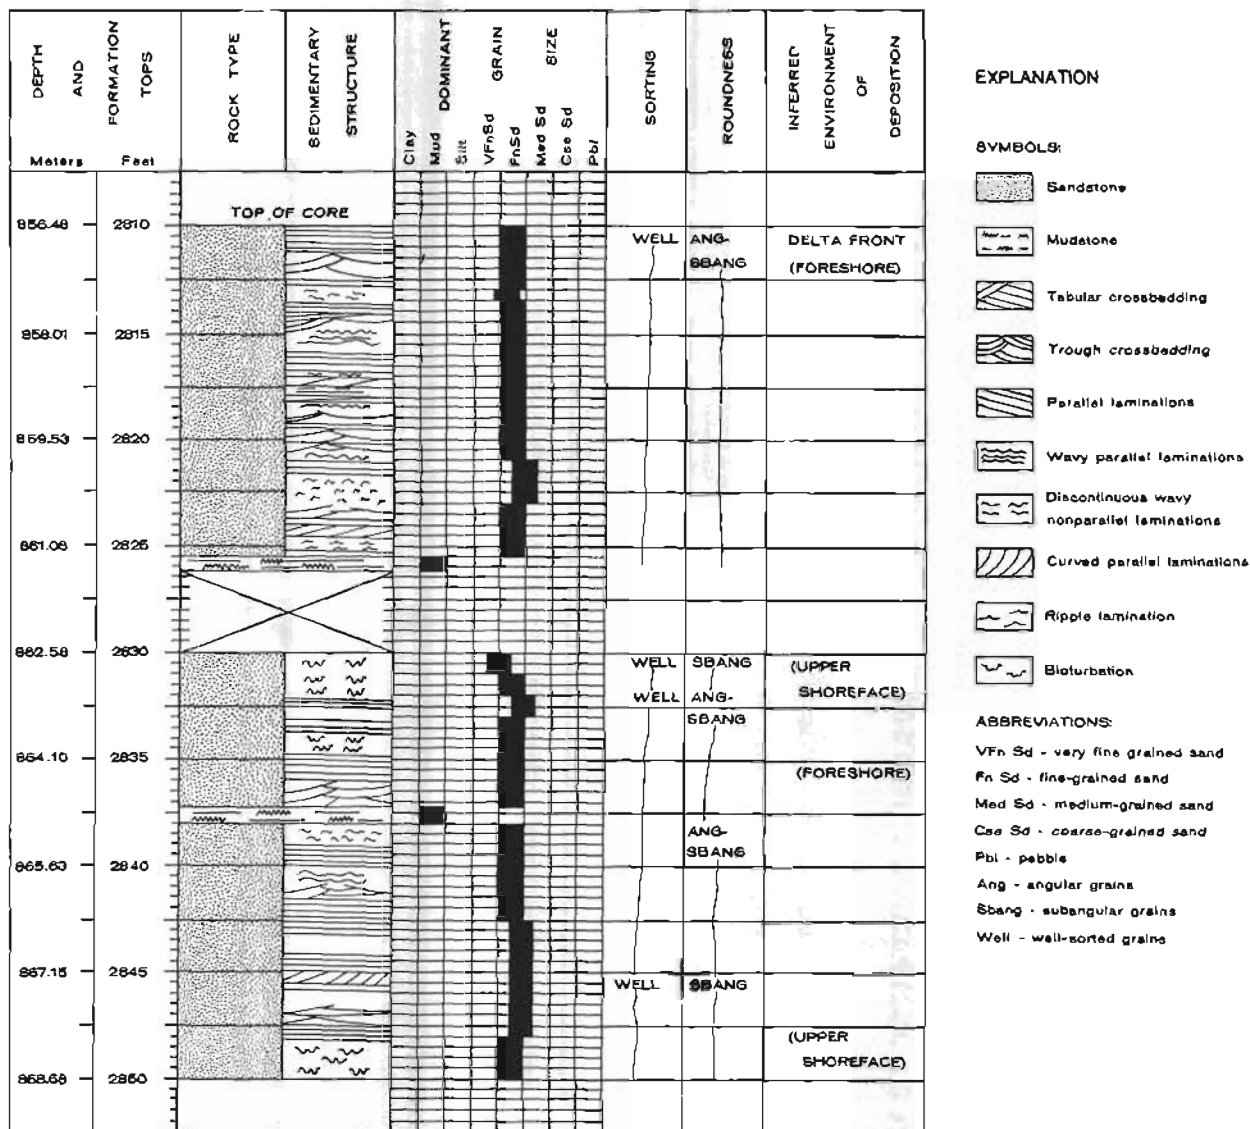 DEPTH AND FORMATION TOPS
Meters Feet
ROCK TYPE
SEDIMENTARY STRUCTURE
DOMINANT GRAIN SIZE
Clay
Mud
Silt
VFnSd
FnSd
Med Sd
Cse Sd
Pbl
SORTING
ROUNDNESS
INFERRED ENVIRONMENT OF DEPOSITION
TOP OF CORE
856.48 2810
WELL ANG-
SBANG
DELTA FRONT
(FORESHORE)
858.01 2815
859.53 2820
861.06 2825
862.58 2830
WELL SBANG
WELL ANG-
SBANG
(UPPER
SHOREFACE)
864.10 2835
(FORESHORE)
ANG-
SBANG
865.63 2840
867.15 2845
WELL SBANG
(UPPER
SHOREFACE)
868.68 2850
EXPLANATION
SYMBOLS:
Sandstone
Mudstone
Tabular crossbedding
Trough crossbedding
Parallel laminations
Wavy parallel laminations
Discontinuous wavy
nonparallel laminations
Curved parallel laminations
Ripple lamination
Bioturbation
ABBREVIATIONS:
VFn Sd - very fine grained sand
Fn Sd - fine-grained sand
Med Sd - medium-grained sand
Cse Sd - coarse-grained sand
Pbl - pebble
Ang - angular grains
Sbang - subangular grains
Well - well-sorted grains